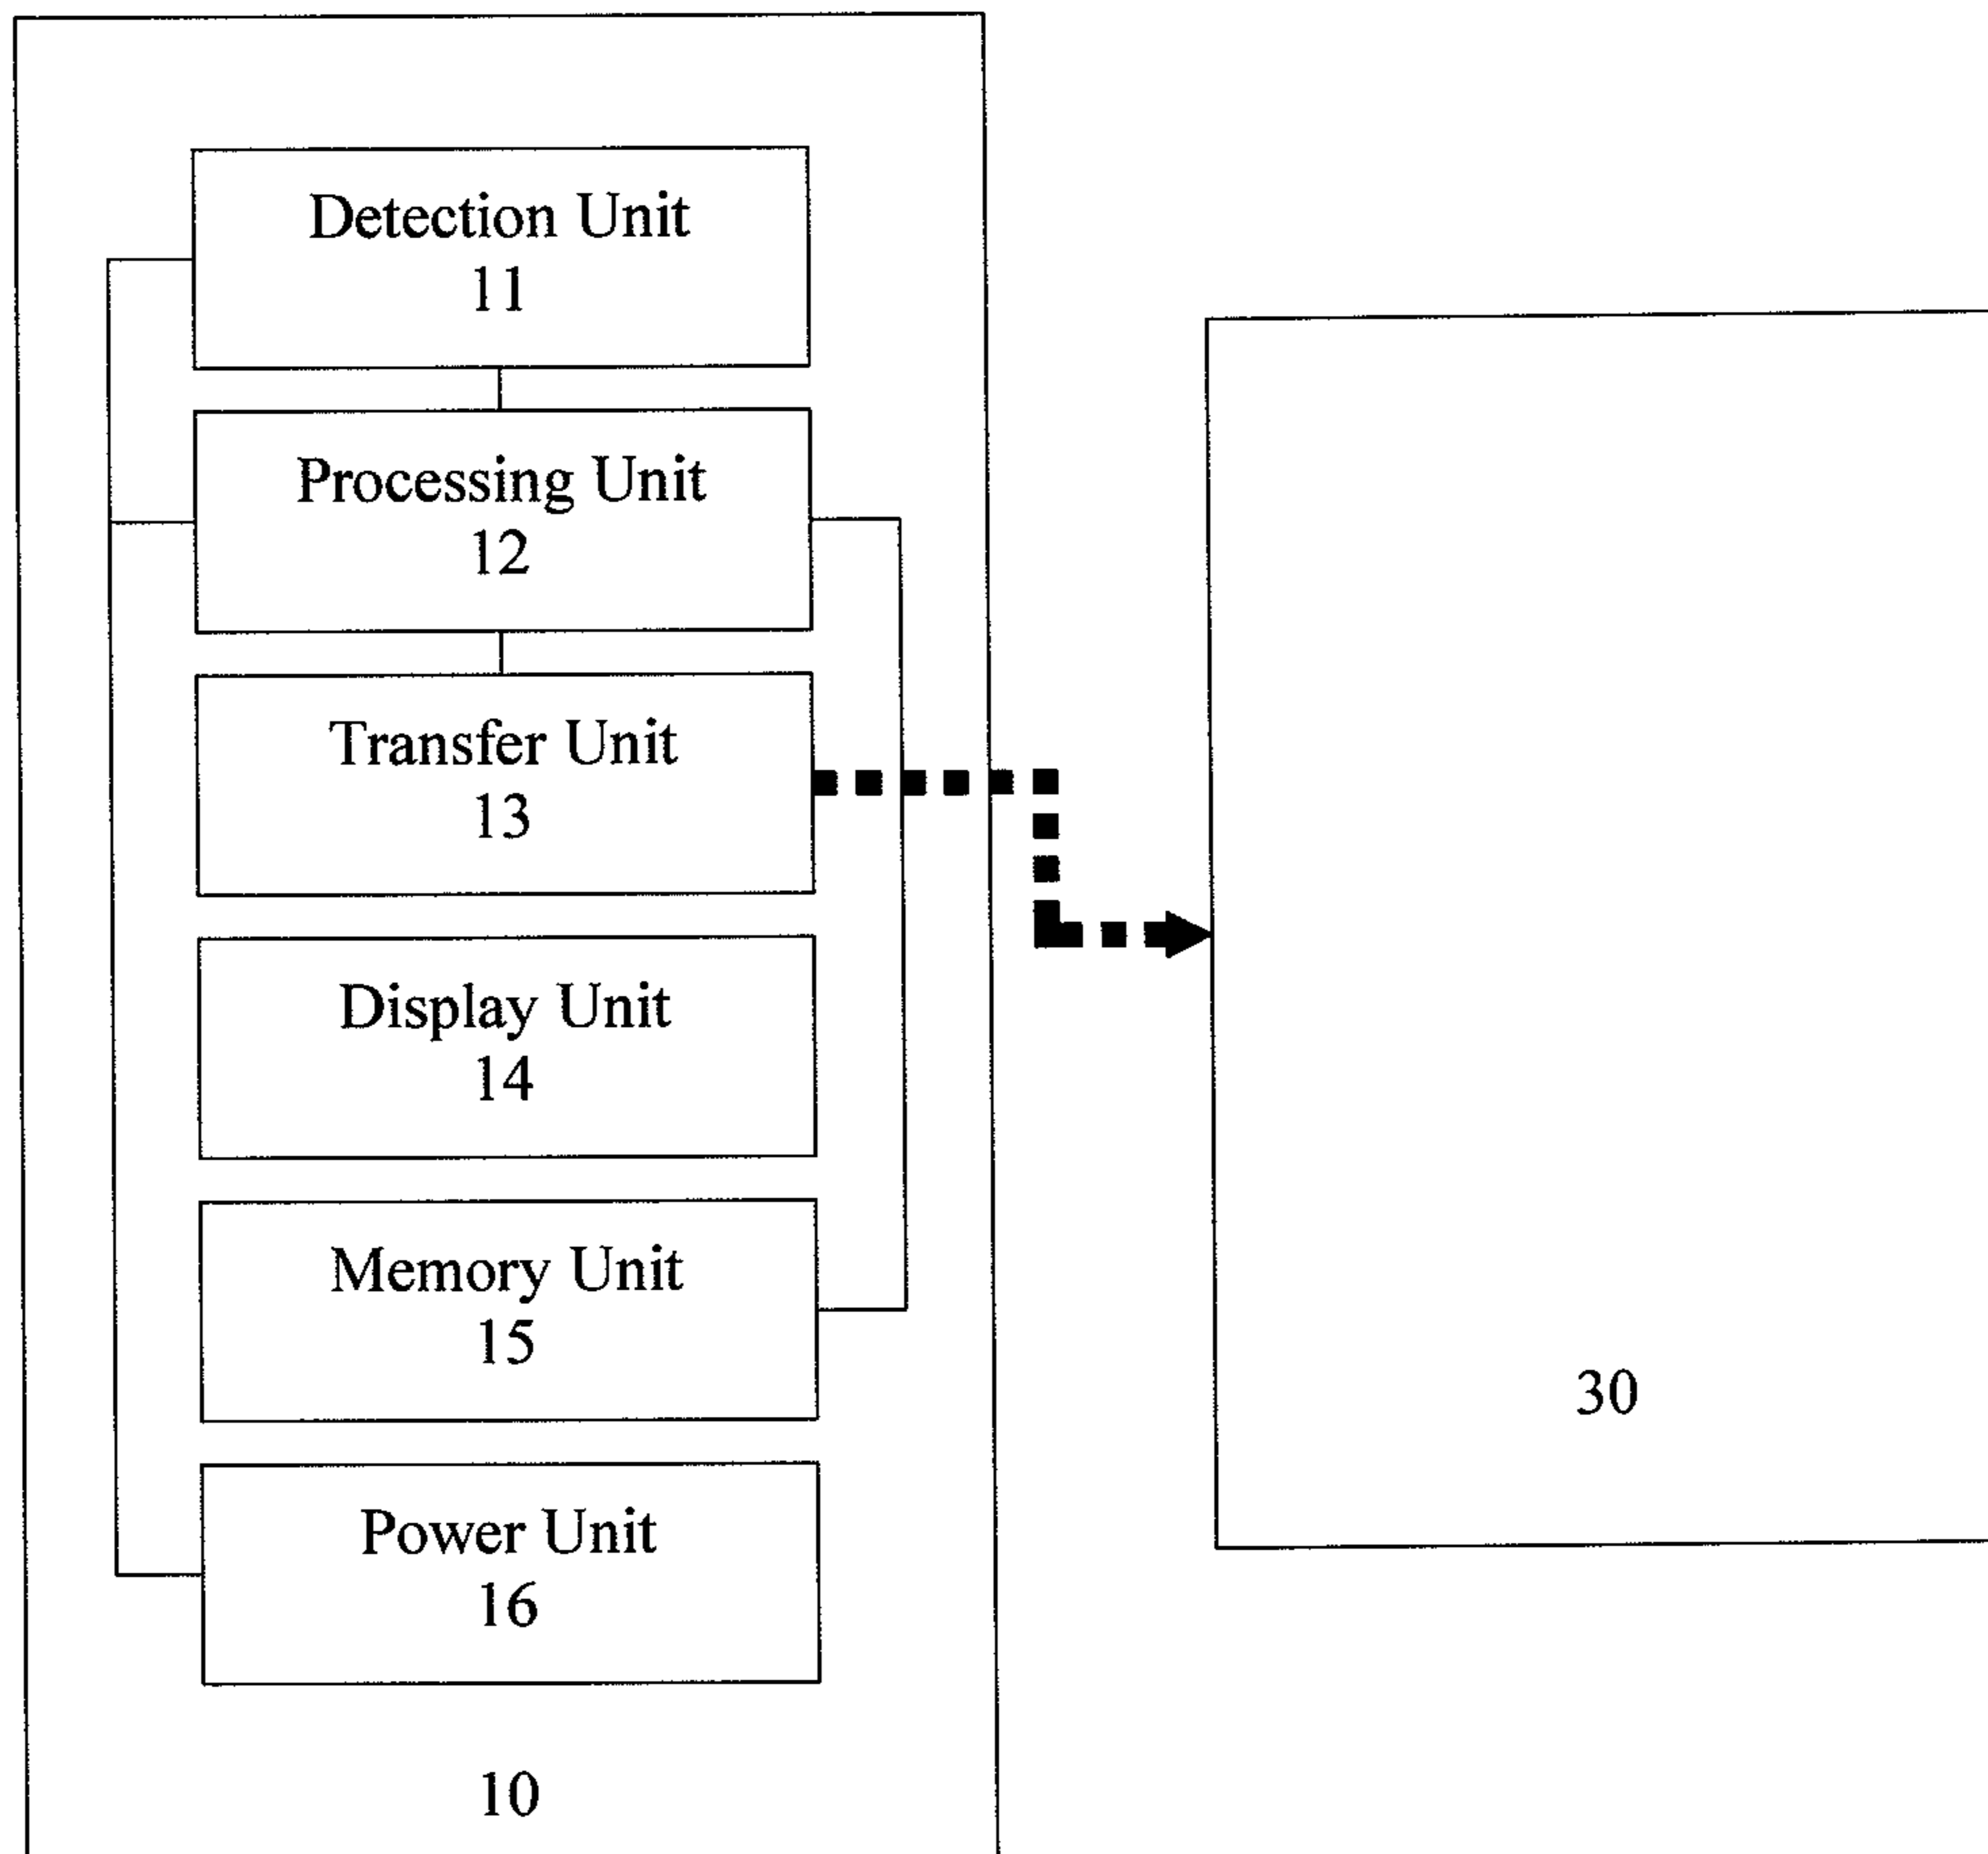 Detection Unit
11
Processing Unit
12
Transfer Unit
13
Display Unit
14
Memory Unit
15
Power Unit
16
10
30